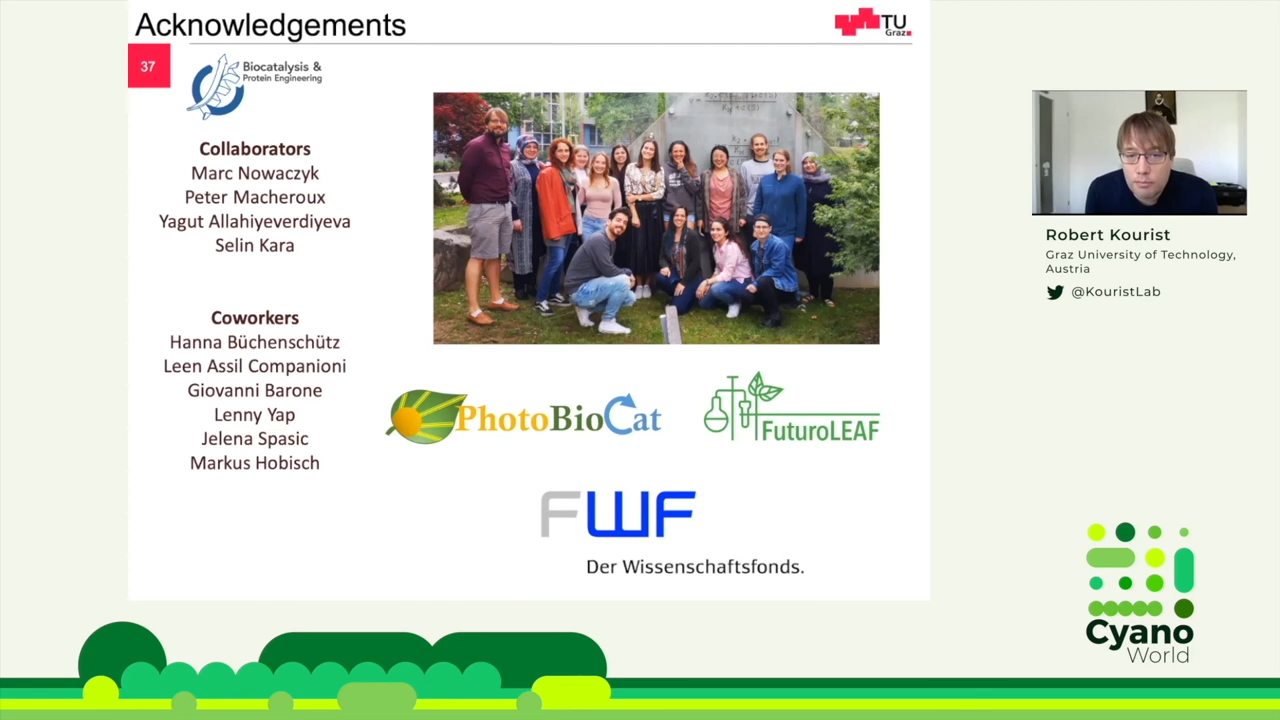 Acknowledgements
TU
Graz
37
Biocatalysis &
Protein Engineering
Collaborators
Marc Nowaczyk
Peter Macheroux
Yagut Allahiyeverdiyeva
Selin Kara
Coworkers
Hanna Büchenschütz
Leen Assil Companioni
Giovanni Barone
Lenny Yap
Jelena Spasic
Markus Hobisch
PhotoBioCat
FuturoLEAF
FWF
Der Wissenschaftsfonds.
Robert Kourist
Graz University of Technology,
Austria
@KouristLab
Cyano
World